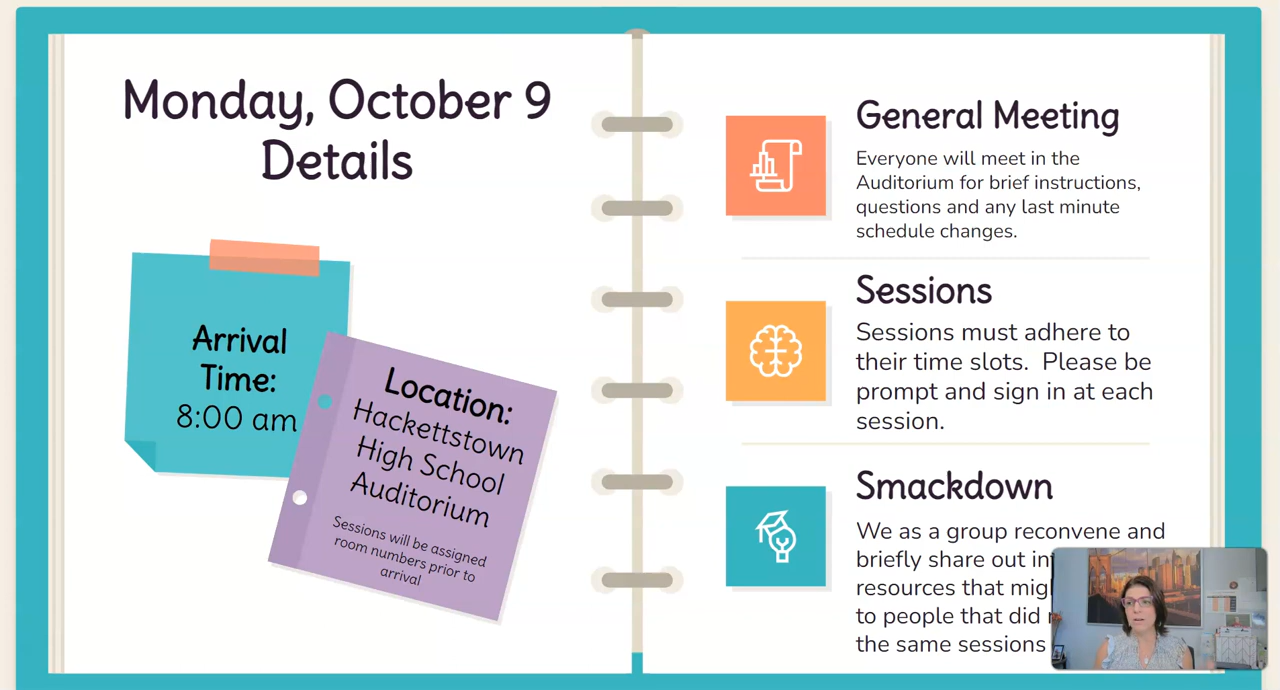 Monday, October 9
Details
Arrival
Time:
8:00 am
Location:
Hackettstown
High School
Auditorium
Sessions will be assigned
room numbers prior to
arrival
General Meeting
Everyone will meet in the
Auditorium for brief instructions,
questions and any last minute
schedule changes.
Sessions
Sessions must adhere to
their time slots.  Please be
prompt and sign in at each
session.
Smackdown
We as a group reconvene and
briefly share out
resources that
to people that did
the same sessions